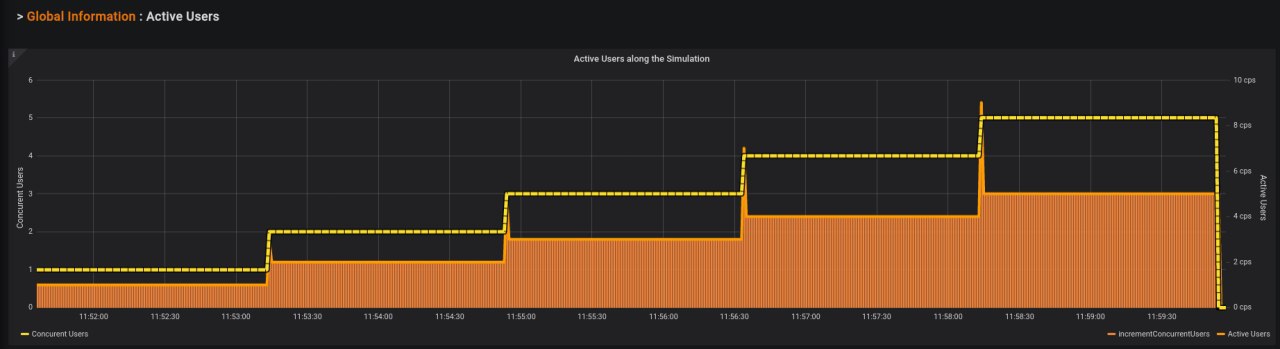 > Global Information : Active Users
i
Active Users along the Simulation
6
5
4
3
2
1
0
Concurent Users
10 cps
8 cps
6 cps
4 cps
2 cps
0 cps
Active Users
11:52:00 11:52:30 11:53:00 11:53:30 11:54:00 11:54:30 11:55:00 11:55:30 11:56:00 11:56:30 11:57:00 11:57:30 11:58:00 11:58:30 11:59:00 11:59:30
Concurent Users
incrementConcurrentUsers Active Users